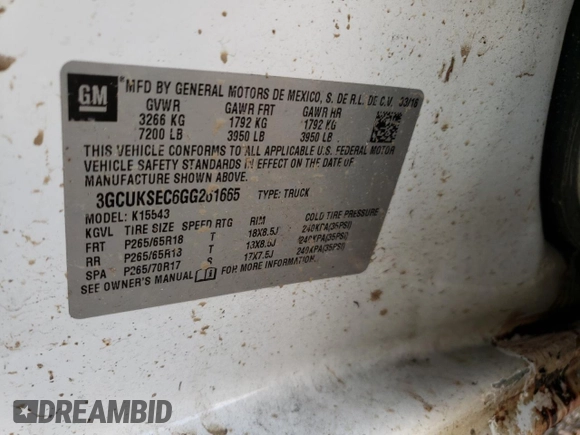 GM
*MFD BY GENERAL MOTORS DE MEXICO, S. DE R.L. DE C.V.
GVWR GAWR FRT GAWR RR
3266 KG 1792 KG 1792 KG
7200 LB 3950 LB 3950 LB
THIS VEHICLE CONFORMS TO ALL APPLICABLE U.S. FEDERAL MOTOR
VEHICLE SAFETY STANDARDS IN EFFECT ON THE DATE OF
MANUFACTURE SHOWN ABOVE.
TYPE: TRUCK
MODEL: K15543
KGVL TIRE SIZE SPEED RTG RIM COLD TIRE PRESSURE
FRT P265/65R18 T 18X8.5J 240KPA(35PSI)
RR P265/65R18 T 240KPA(35PSI)
SPA P265/70R17 S 17X7.5J 240KPA(35PSI)
SEE OWNER'S MANUAL FOR MORE INFORMATION.
DREAMBID